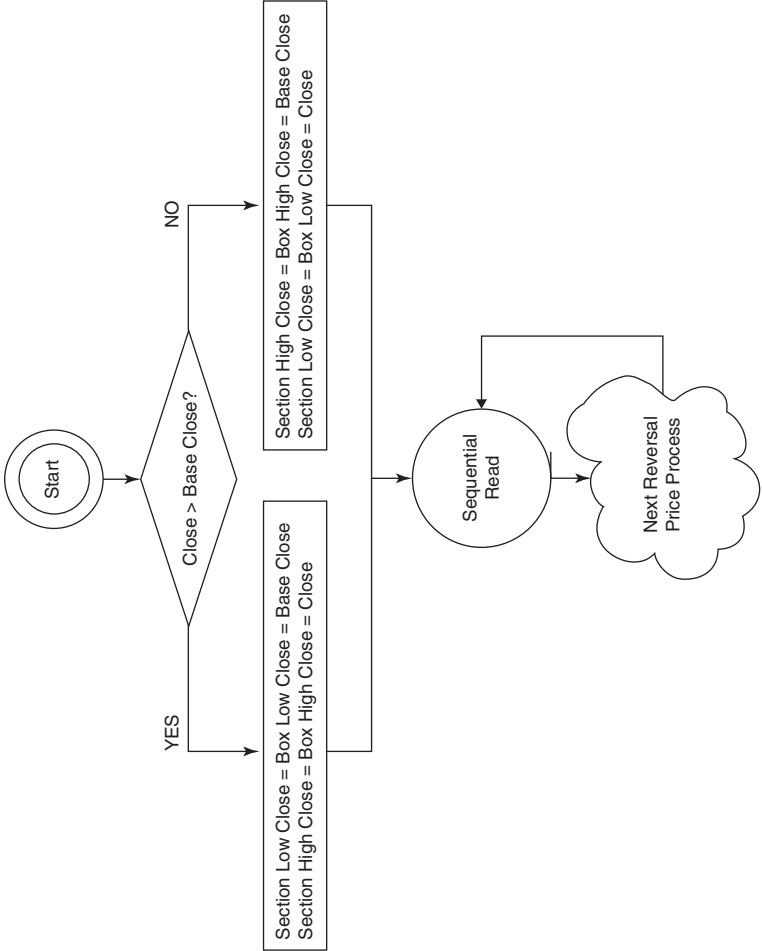 Start
Close > Base Close?
YES
NO
Section Low Close = Box Low Close = Base Close
Section High Close = Box High Close = Close
Section High Close = Box High Close = Base Close
Section Low Close = Box Low Close = Close
Sequential
Read
Next Reversal
Price Process